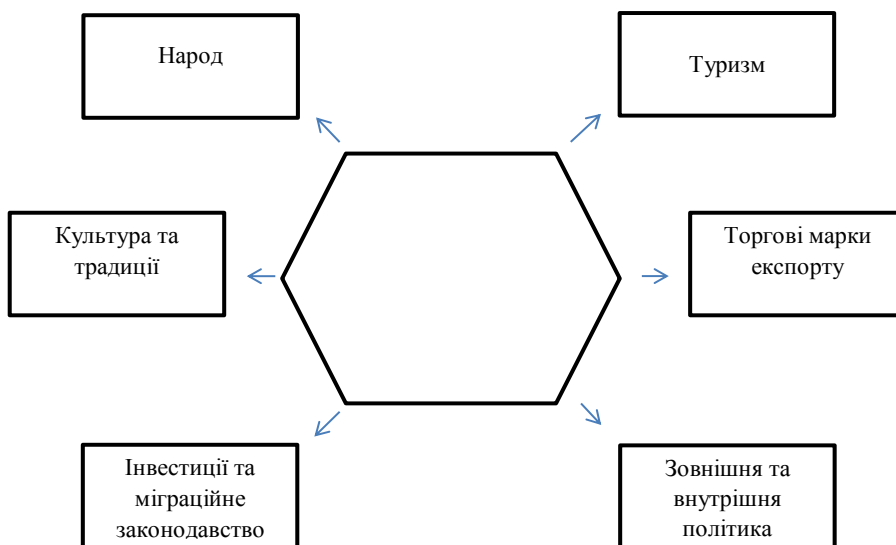 Народ
Туризм
Культура та
традиції
Торгові марки
експорту
Інвестиції та
міграційне
законодавство
Зовнішня та
внутрішня
політика